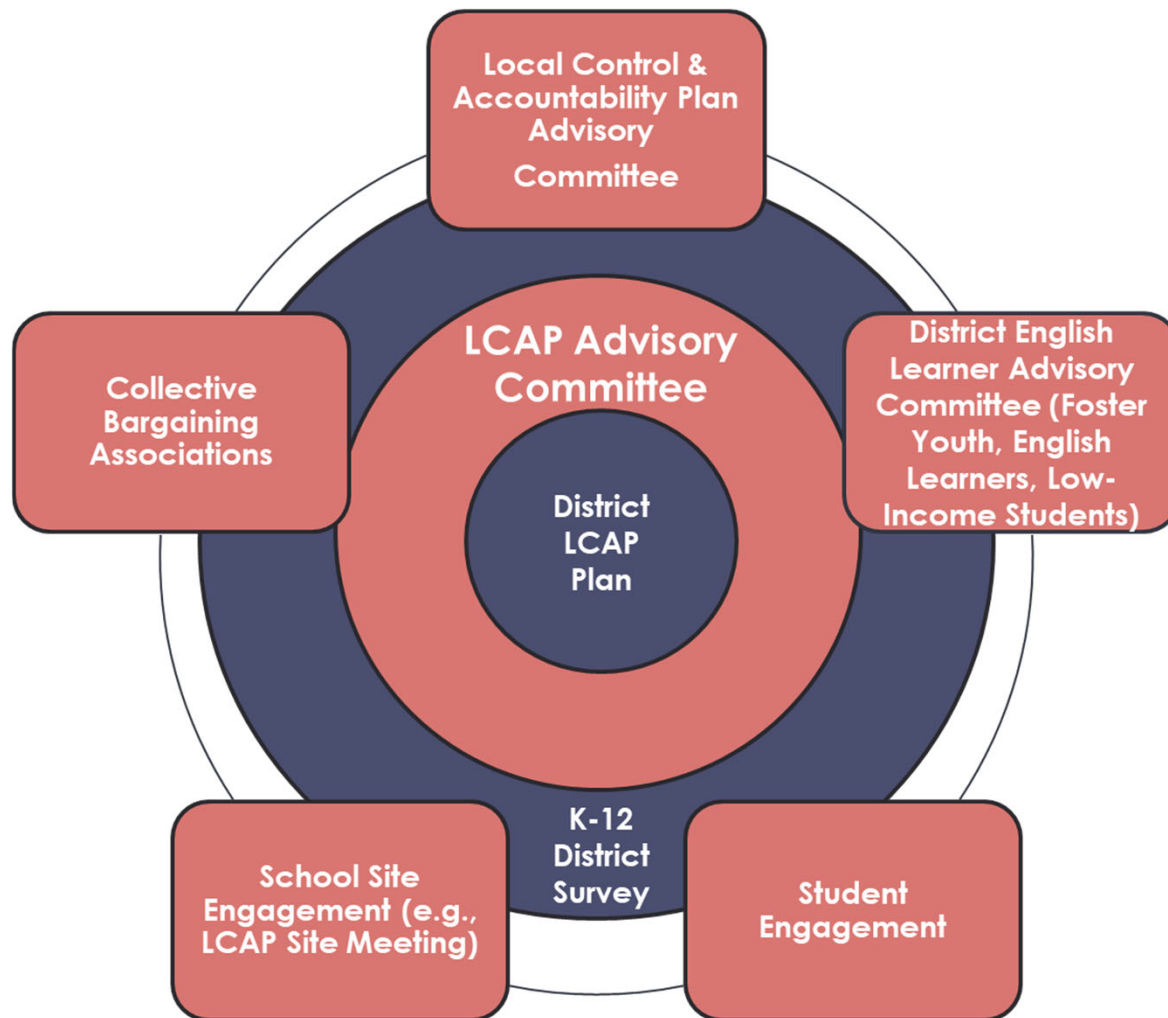 Local Control &
Accountability Plan
Advisory
Committee
LCAP Advisory
Committee
District English
Learner Advisory
Committee (Foster
Youth, English
Learners, Low-
Income Students)
Collective
Bargaining
Associations
District
LCAP
Plan
K-12
District
Survey
School Site
Engagement (e.g.,
LCAP Site Meeting)
Student
Engagement